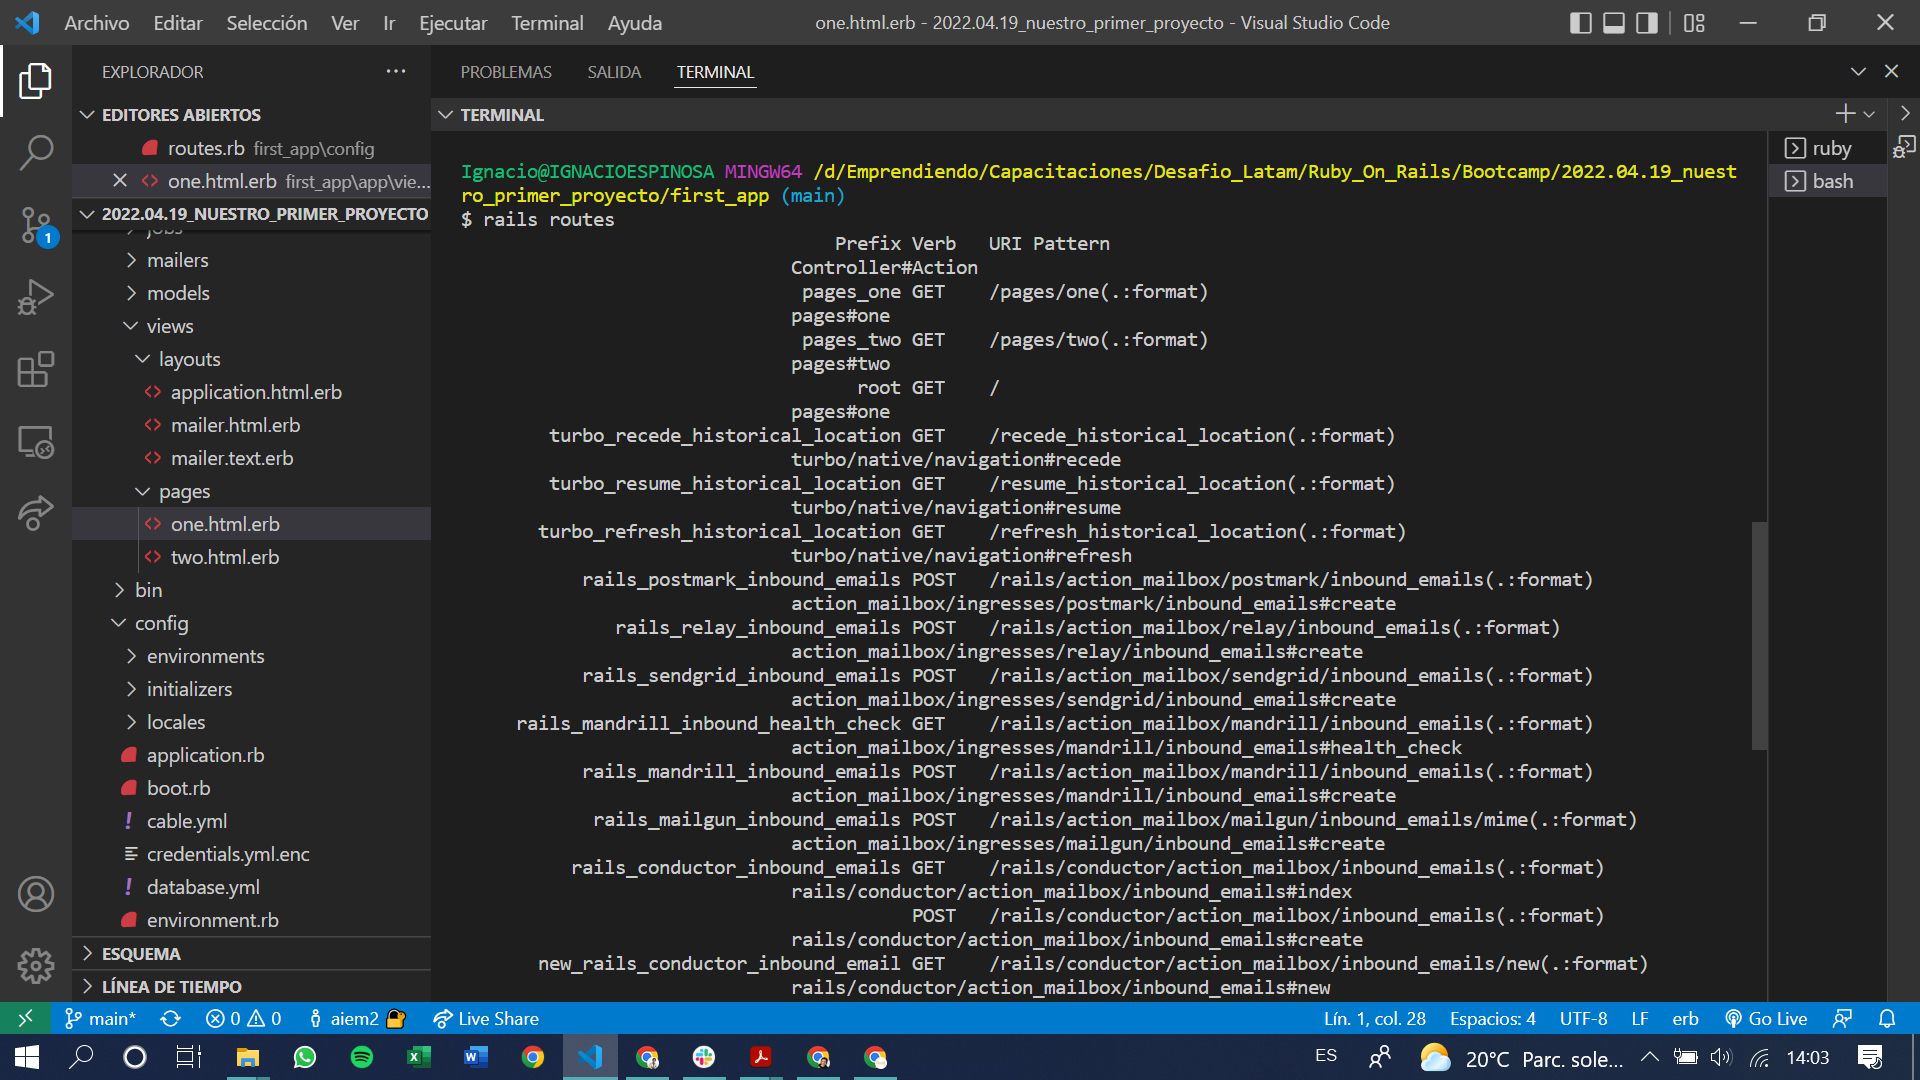 Archivo Editar Selección Ver Ir Ejecutar Terminal Ayuda
one.html.erb - 2022.04.19_nuestro_primer_proyecto - Visual Studio Code
EXPLORADOR
EDITORES ABIERTOS
routes.rb first_app\config
one.html.erb first_app\app\vie...
2022.04.19_NUESTRO_PRIMER_PROYECTO
jobs
mailers
models
views
layouts
application.html.erb
mailer.html.erb
mailer.text.erb
pages
one.html.erb
two.html.erb
bin
config
environments
initializers
locales
application.rb
boot.rb
cable.yml
credentials.yml.enc
database.yml
environment.rb
ESQUEMA
LÍNEA DE TIEMPO
1
PROBLEMAS SALIDA TERMINAL
TERMINAL
Ignacio@IGNACIOESPINOSA MINGW64 /d/Emprendiendo/Capacitaciones/Desafio_Latam/Ruby_On_Rails/Bootcamp/2022.04.19_nuest
ro_primer_proyecto/first_app (main)
$ rails routes
Prefix Verb URI Pattern
Controller#Action
pages_one GET /pages/one(.:format)
pages#one
pages_two GET /pages/two(.:format)
pages#two
root GET /
pages#one
turbo_recede_historical_location GET /recede_historical_location(.:format)
turbo/native/navigation#recede
turbo_resume_historical_location GET /resume_historical_location(.:format)
turbo/native/navigation#resume
turbo_refresh_historical_location GET /refresh_historical_location(.:format)
turbo/native/navigation#refresh
rails_postmark_inbound_emails POST /rails/action_mailbox/postmark/inbound_emails(.:format)
action_mailbox/ingresses/postmark/inbound_emails#create
rails_relay_inbound_emails POST /rails/action_mailbox/relay/inbound_emails(.:format)
action_mailbox/ingresses/relay/inbound_emails#create
rails_sendgrid_inbound_emails POST /rails/action_mailbox/sendgrid/inbound_emails(.:format)
action_mailbox/ingresses/sendgrid/inbound_emails#create
rails_mandrill_inbound_health_check GET /rails/action_mailbox/mandrill/inbound_emails(.:format)
action_mailbox/ingresses/mandrill/inbound_emails#health_check
rails_mandrill_inbound_emails POST /rails/action_mailbox/mandrill/inbound_emails(.:format)
action_mailbox/ingresses/mandrill/inbound_emails#create
rails_mailgun_inbound_emails POST /rails/action_mailbox/mailgun/inbound_emails/mime(.:format)
action_mailbox/ingresses/mailgun/inbound_emails#create
rails_conductor_inbound_emails GET /rails/conductor/action_mailbox/inbound_emails(.:format)
rails/conductor/action_mailbox/inbound_emails#index
POST /rails/conductor/action_mailbox/inbound_emails(.:format)
rails/conductor/action_mailbox/inbound_emails#create
new_rails_conductor_inbound_email GET /rails/conductor/action_mailbox/inbound_emails/new(.:format)
rails/conductor/action_mailbox/inbound_emails#new
ruby
bash
main* 0 0 aiem2 Live Share
Lín. 1, col. 28 Espacios: 4 UTF-8 LF erb Go Live
ES 20°C Parc. sole... 14:03